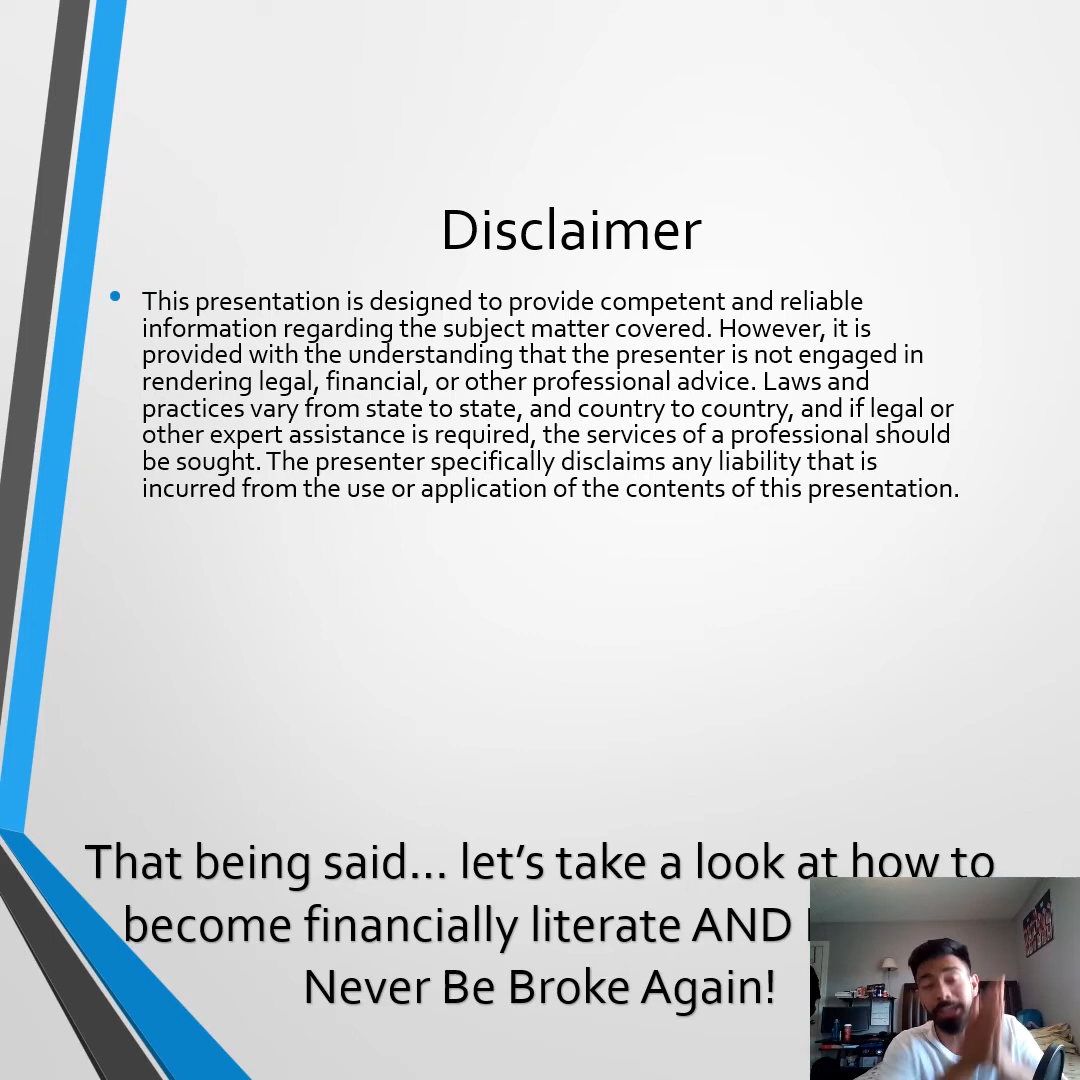 Disclaimer
• This presentation is designed to provide competent and reliable
information regarding the subject matter covered. However, it is
provided with the understanding that the presenter is not engaged in
rendering legal, financial, or other professional advice. Laws and
practices vary from state to state, and country to country, and if legal or
other expert assistance is required, the services of a professional should
be sought. The presenter specifically disclaims any liability that is
incurred from the use or application of the contents of this presentation.
That being said... let’s take a look at how to
become financially literate AND
Never Be Broke Again!